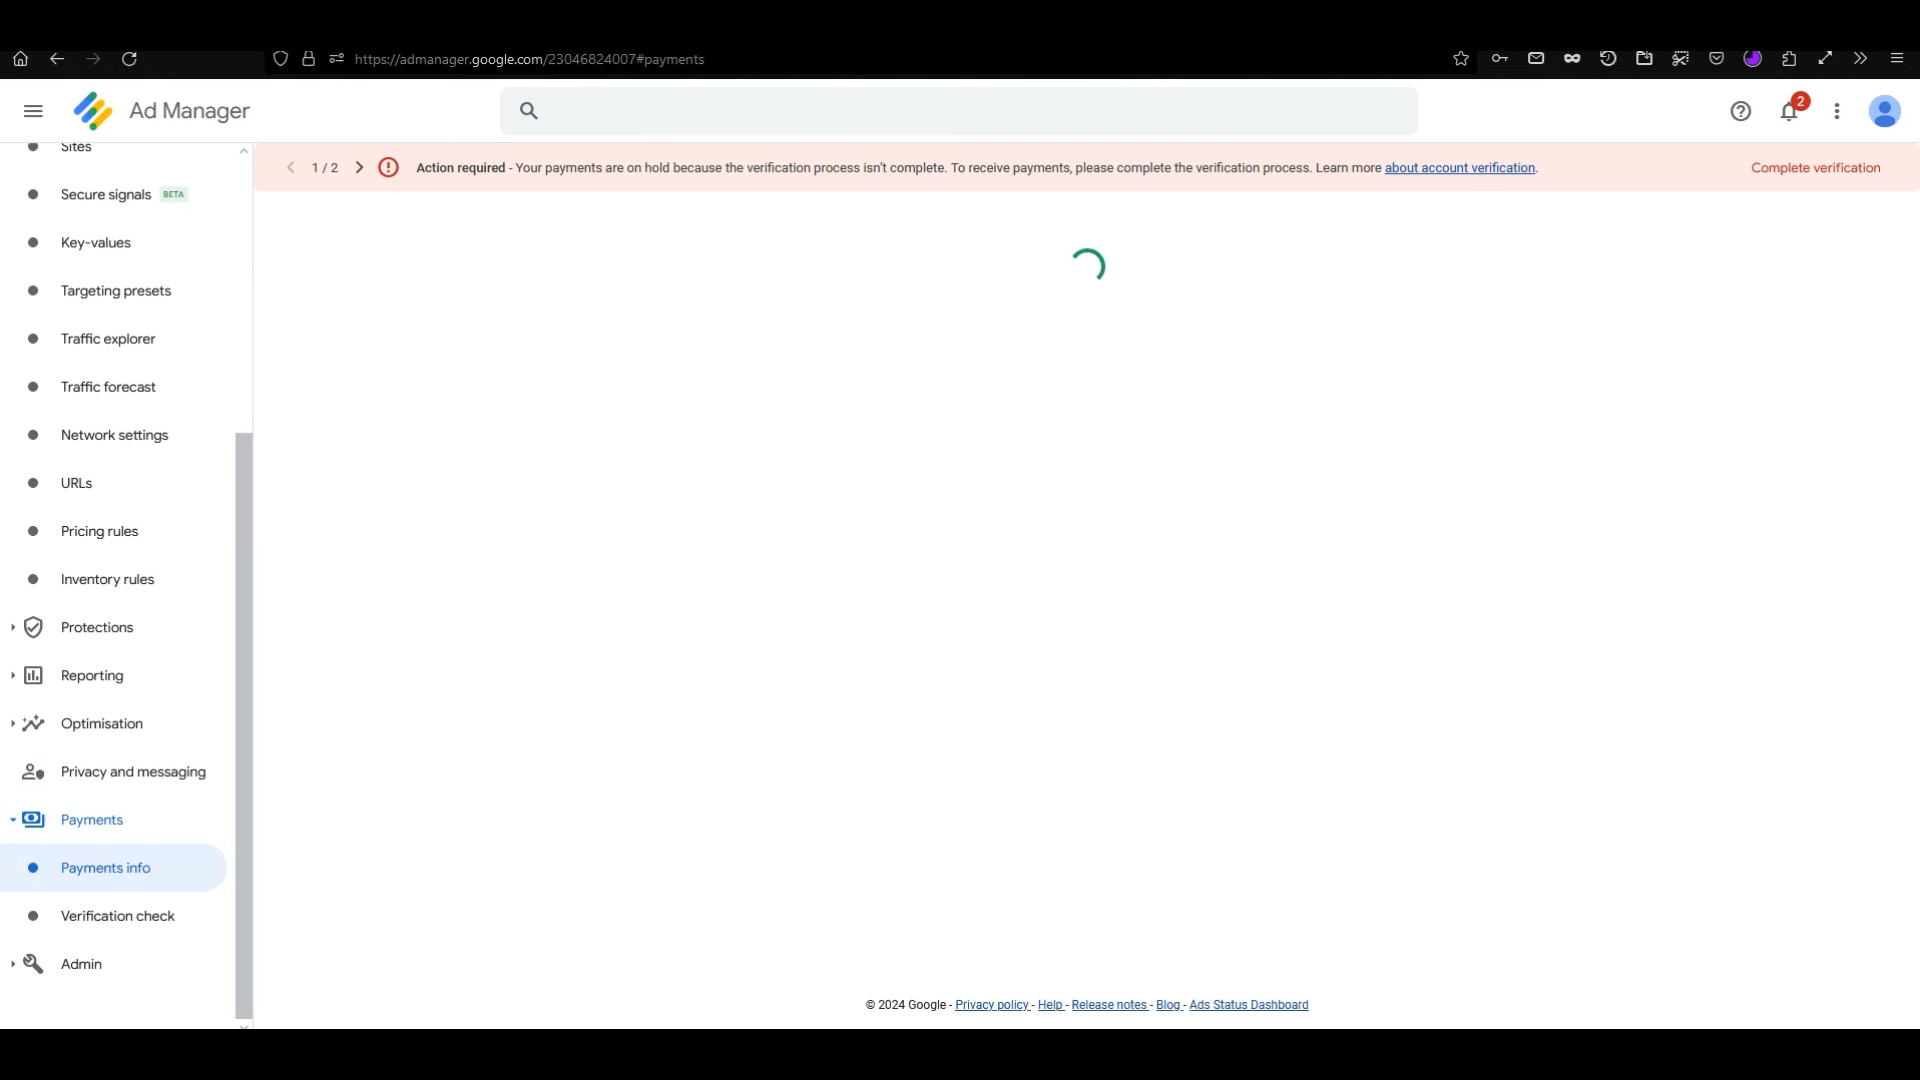 https://admanager.google.com/23046824007#payments
Ad Manager
2
Sites
1 / 2
Action required - Your payments are on hold because the verification process isn't complete. To receive payments, please complete the verification process. Learn more about account verification.
Complete verification
Secure signals BETA
Key-values
Targeting presets
Traffic explorer
Traffic forecast
Network settings
URLs
Pricing rules
Inventory rules
Protections
Reporting
Optimisation
Privacy and messaging
Payments
Payments info
Verification check
Admin
© 2024 Google - Privacy policy - Help - Release notes - Blog - Ads Status Dashboard